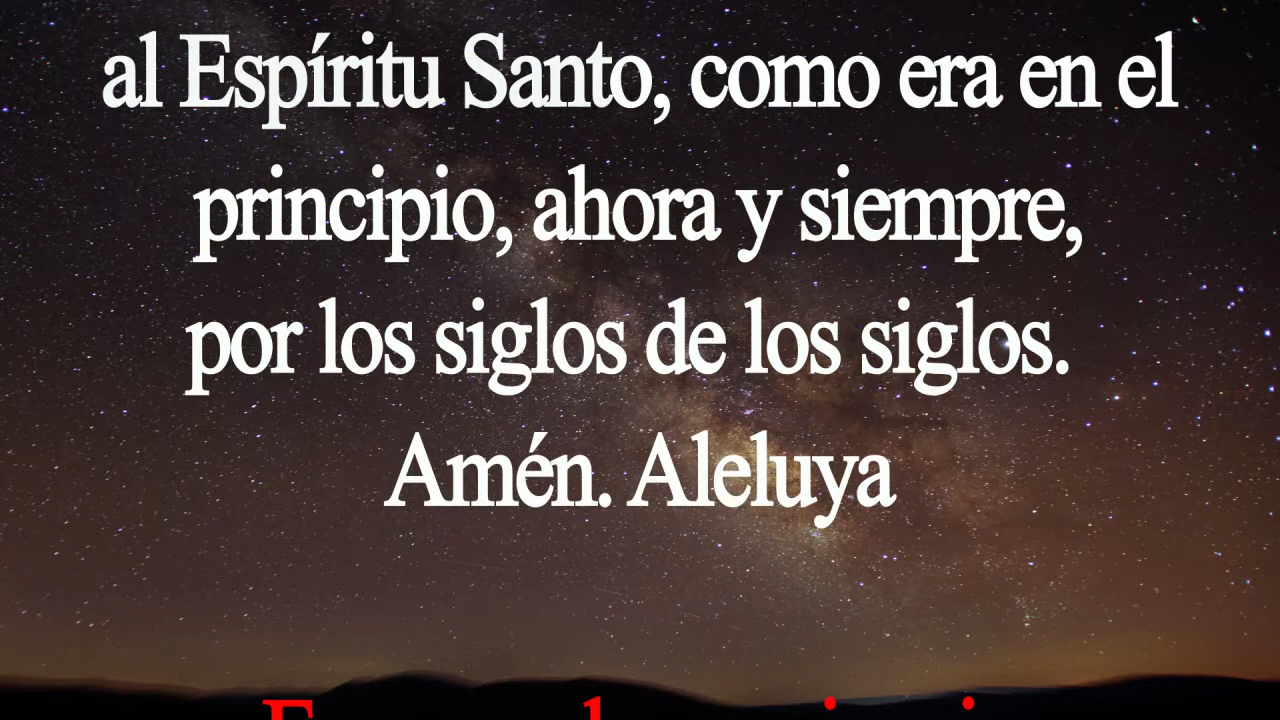 al Espíritu Santo, como era en el
principio, ahora y siempre,
por los siglos de los siglos.
Amén. Aleluya